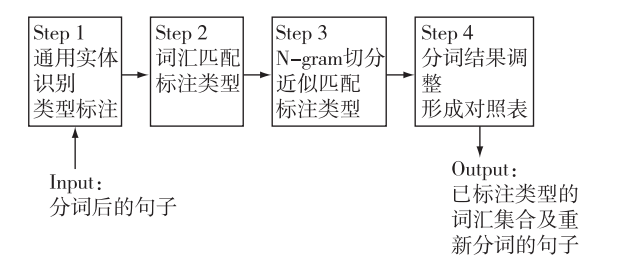 Step 1
通用实体
识别
类型标注
Step 2
词汇匹配
标注类型
Step 3
N-gram切分
近似匹配
标注类型
Step 4
分词结果调
整
形成对照表
Input：
分词后的句子
Output：
已标注类型的
词汇集合及重
新分词的句子